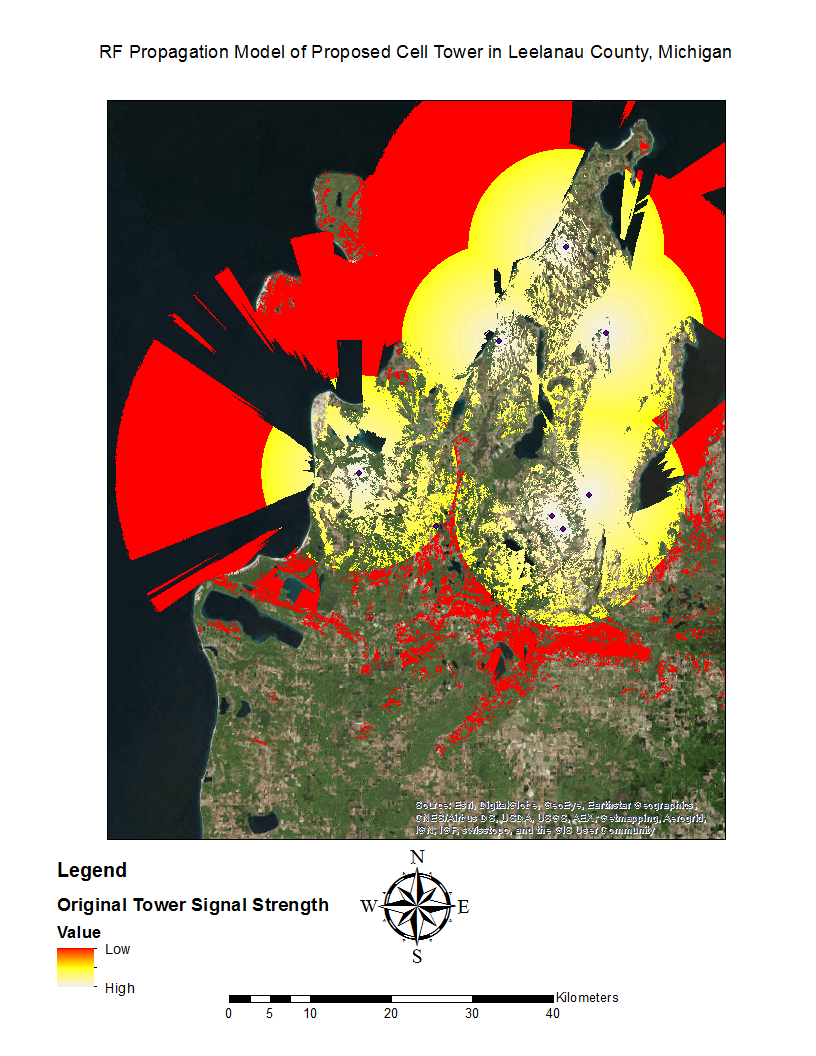 RF Propagation Model of Proposed Cell Tower in Leelanau County, Michigan
Source: Esri, DigitalGlobe, GeoEye, Earthstar Geographics,
CNES/Airbus DS, USDA, USGS, AEX, Getmapping, Aerogrid,
IGN, IGP, swisstopo, and the GIS User Community
Legend
Original Tower Signal Strength
Value
Low
High
N
W E
S
Kilometers
0 5 10 20 30 40